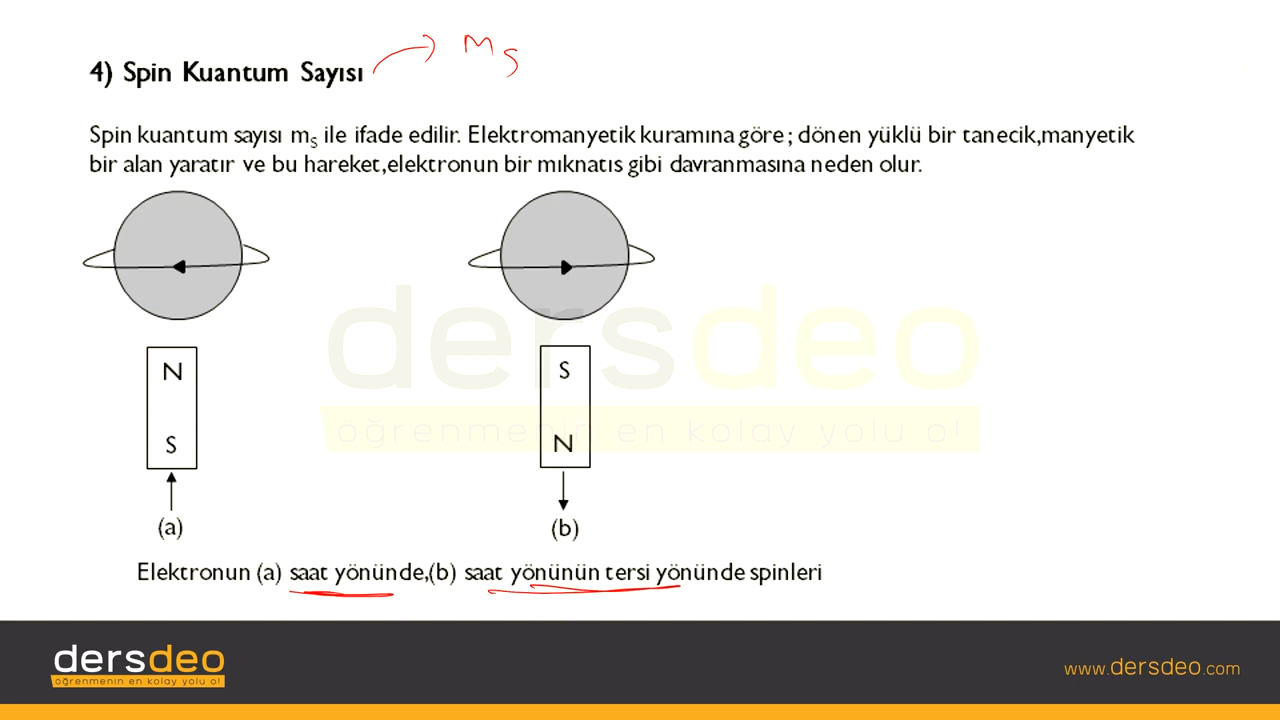 4) Spin Kuantum Sayısı
ms
Spin kuantum sayısı mS ile ifade edilir. Elektromanyetik kuramına göre; dönen yüklü bir tanecik,manyetik
bir alan yaratır ve bu hareket,elektronun bir mıknatıs gibi davranmasına neden olur.
dersdeo
öğrenmenin en kolay yolu o!
N
S
S
N
(a)
(b)
Elektronun (a) saat yönünde,(b) saat yönünün tersi yönünde spinleri
dersdeo
öğrenmenin en kolay yolu o!
www.dersdeo.com